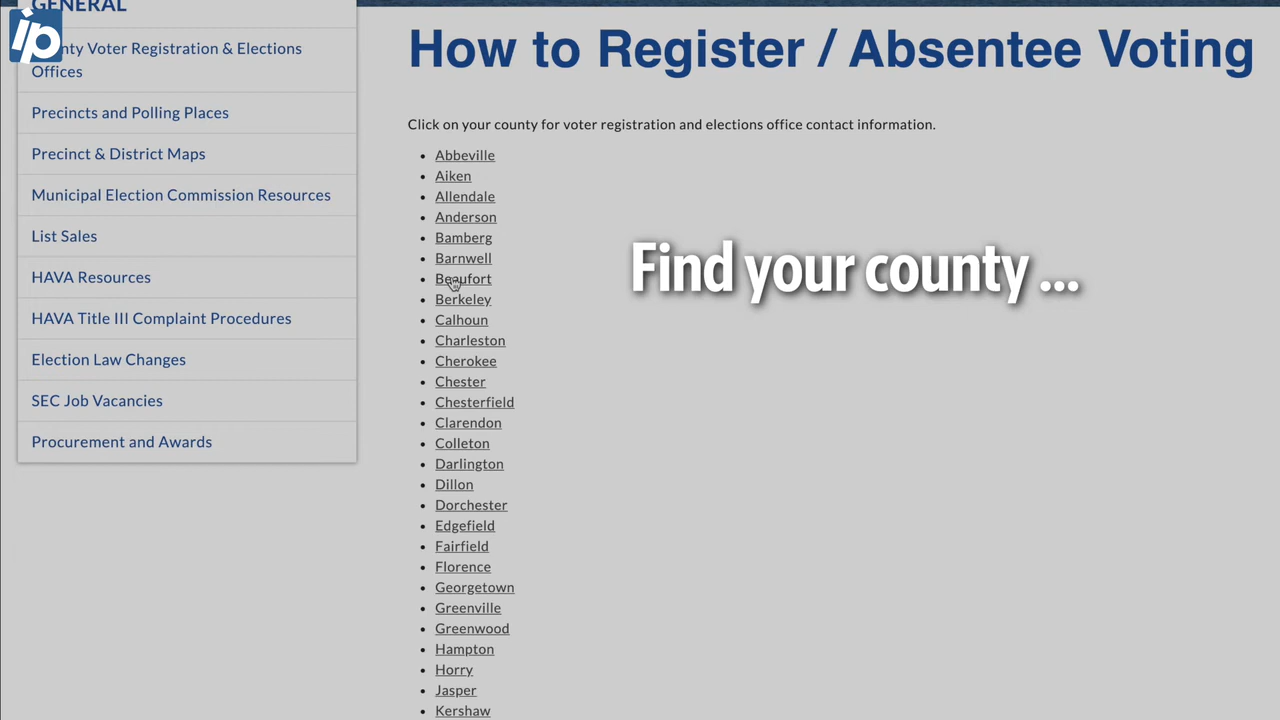 GENERAL
ip
nty Voter Registration & Elections
Offices
Precincts and Polling Places
Precinct & District Maps
Municipal Election Commission Resources
List Sales
HAVA Resources
HAVA Title III Complaint Procedures
Election Law Changes
SEC Job Vacancies
Procurement and Awards
How to Register / Absentee Voting
Click on your county for voter registration and elections office contact information.
Abbeville
Aiken
Allendale
Anderson
Bamberg
Barnwell
Beaufort
Berkeley
Calhoun
Charleston
Cherokee
Chester
Chesterfield
Clarendon
Colleton
Darlington
Dillon
Dorchester
Edgefield
Fairfield
Florence
Georgetown
Greenville
Greenwood
Hampton
Horry
Jasper
Kershaw
Find your county ...